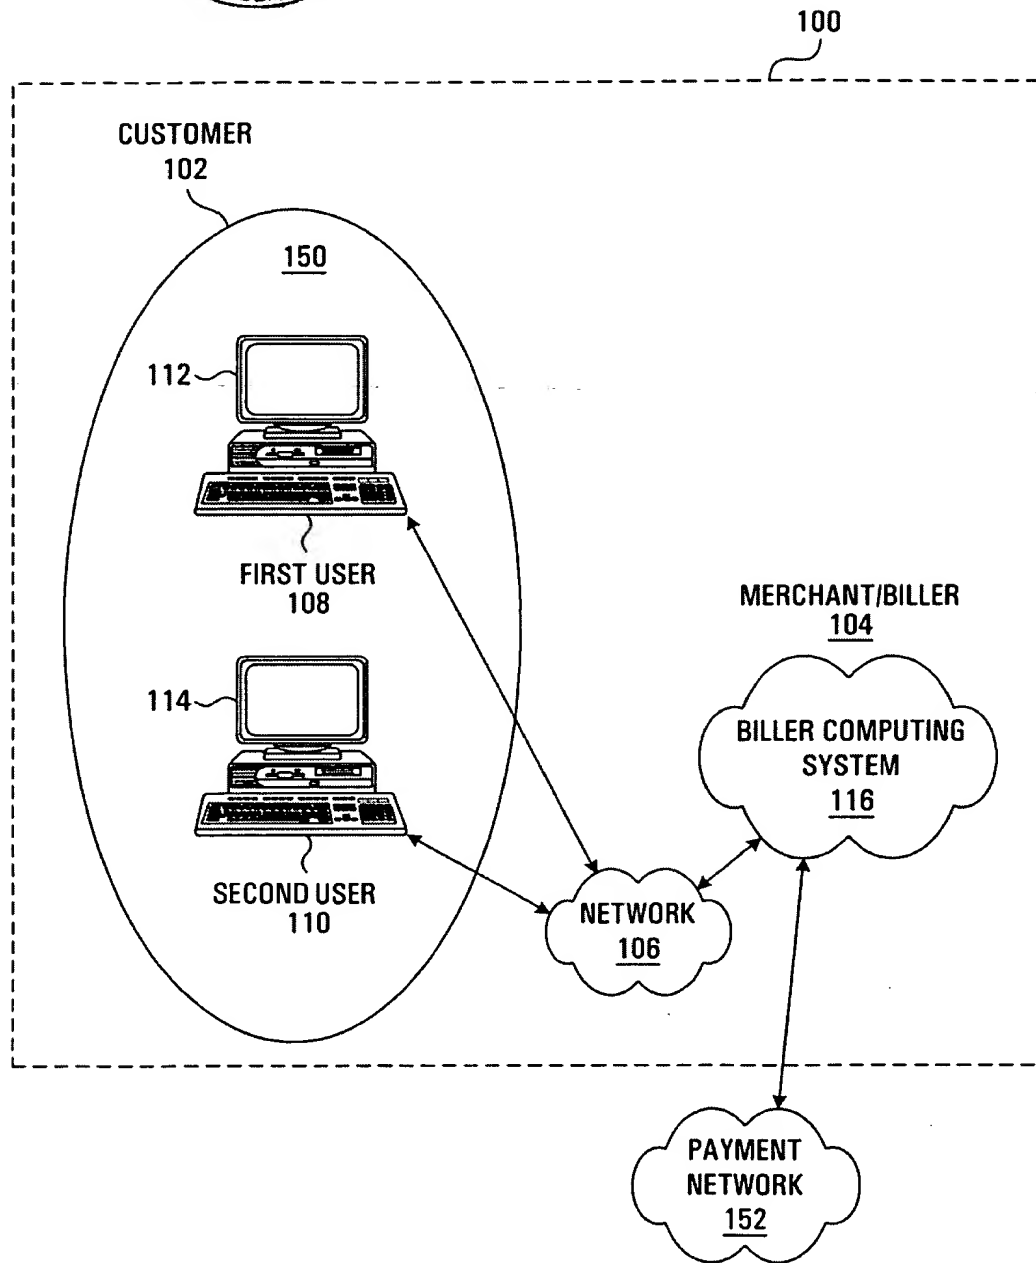 100
CUSTOMER
102
150
112
FIRST USER
108
114
SECOND USER
110
MERCHANT/BILLER
104
BILLER COMPUTING
SYSTEM
116
NETWORK
106
PAYMENT
NETWORK
152